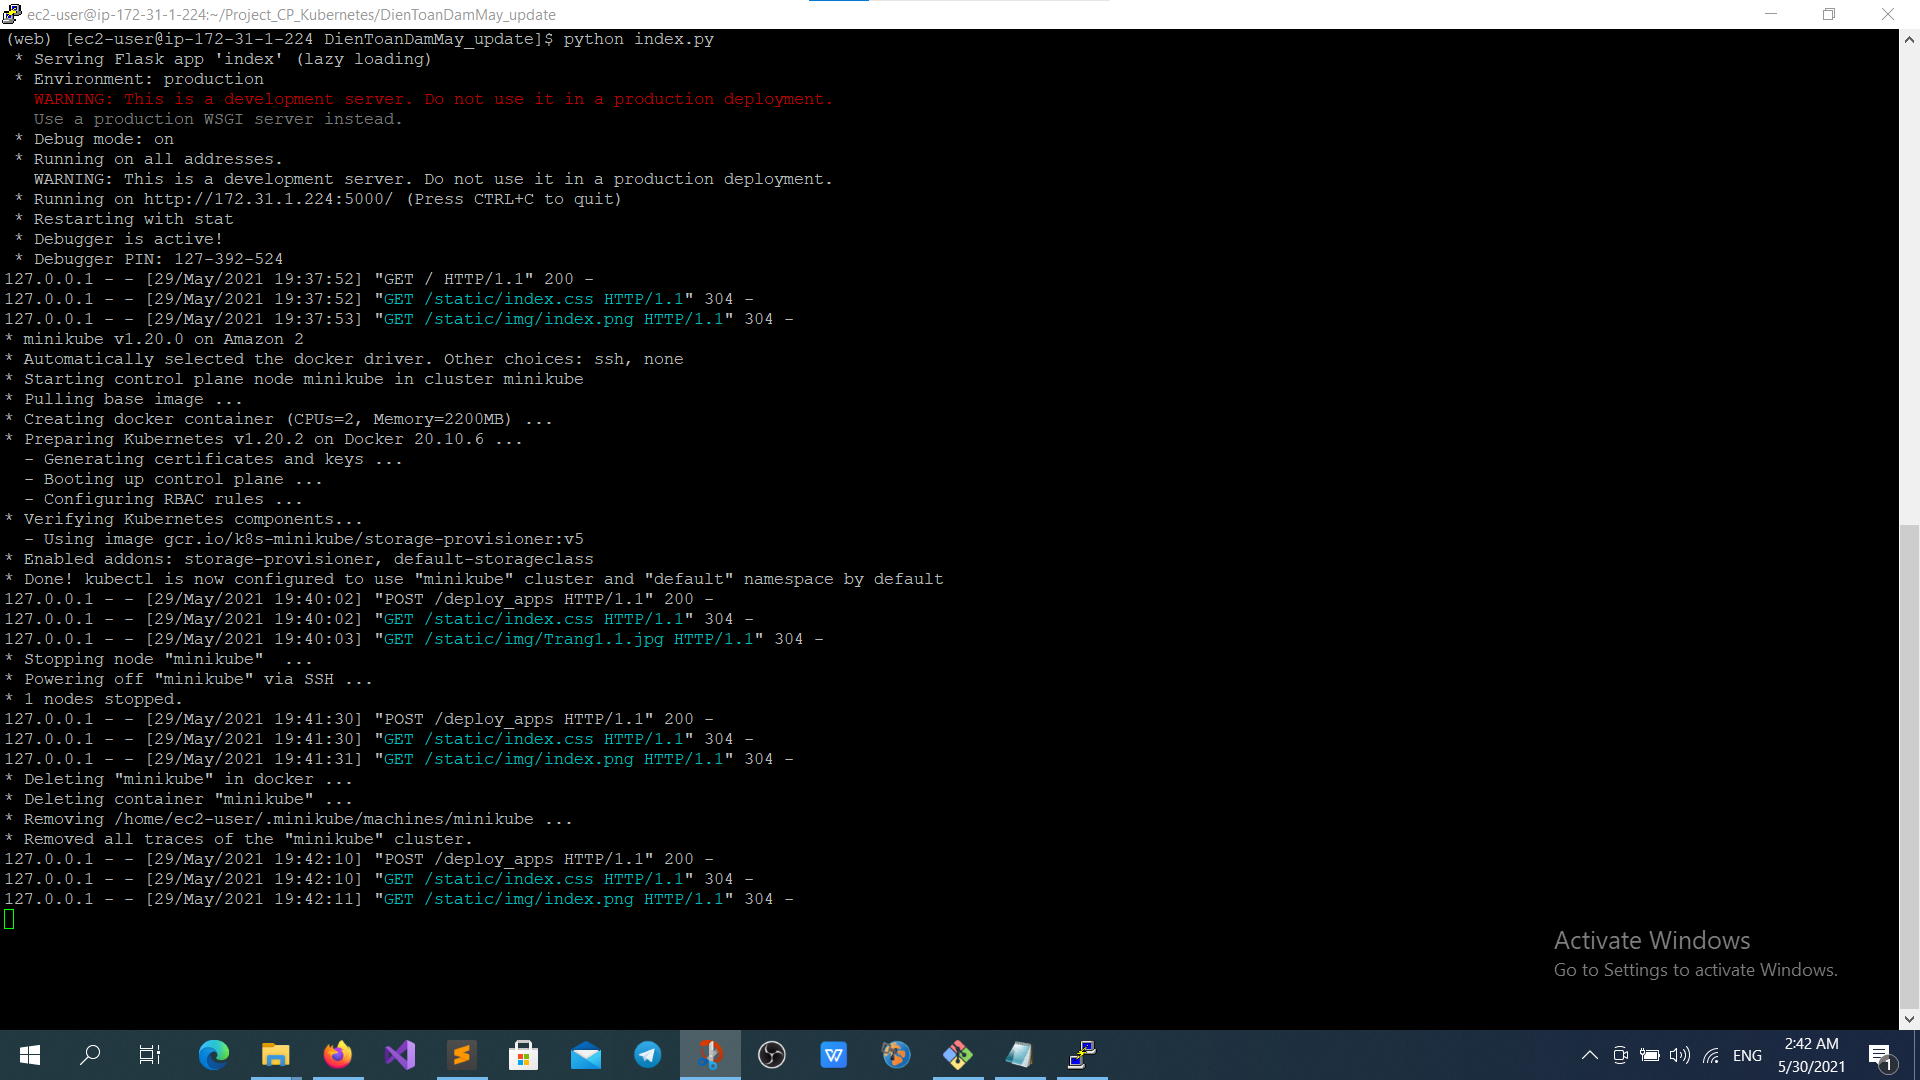 ec2-user@ip-172-31-1-224:~/Project_CP_Kubernetes/DienToanDamMay_update
(web) [ec2-user@ip-172-31-1-224 DienToanDamMay_update]$ python index.py
* Serving Flask app 'index' (lazy loading)
* Environment: production
WARNING: This is a development server. Do not use it in a production deployment.
Use a production WSGI server instead.
* Debug mode: on
* Running on all addresses.
WARNING: This is a development server. Do not use it in a production deployment.
* Running on http://172.31.1.224:5000/ (Press CTRL+C to quit)
* Restarting with stat
* Debugger is active!
* Debugger PIN: 127-392-524
127.0.0.1 - - [29/May/2021 19:37:52] "GET / HTTP/1.1" 200 -
127.0.0.1 - - [29/May/2021 19:37:52] "GET /static/index.css HTTP/1.1" 304 -
127.0.0.1 - - [29/May/2021 19:37:53] "GET /static/img/index.png HTTP/1.1" 304 -
* minikube v1.20.0 on Amazon 2
* Automatically selected the docker driver. Other choices: ssh, none
* Starting control plane node minikube in cluster minikube
* Pulling base image ...
* Creating docker container (CPUs=2, Memory=2200MB) ...
* Preparing Kubernetes v1.20.2 on Docker 20.10.6 ...
- Generating certificates and keys ...
- Booting up control plane ...
- Configuring RBAC rules ...
* Verifying Kubernetes components...
- Using image gcr.io/k8s-minikube/storage-provisioner:v5
* Enabled addons: storage-provisioner, default-storageclass
* Done! kubectl is now configured to use "minikube" cluster and "default" namespace by default
127.0.0.1 - - [29/May/2021 19:40:02] "POST /deploy_apps HTTP/1.1" 200 -
127.0.0.1 - - [29/May/2021 19:40:02] "GET /static/index.css HTTP/1.1" 304 -
127.0.0.1 - - [29/May/2021 19:40:03] "GET /static/img/Trang1.1.jpg HTTP/1.1" 304 -
* Stopping node "minikube"  ...
* Powering off "minikube" via SSH ...
* 1 nodes stopped.
127.0.0.1 - - [29/May/2021 19:41:30] "POST /deploy_apps HTTP/1.1" 200 -
127.0.0.1 - - [29/May/2021 19:41:30] "GET /static/index.css HTTP/1.1" 304 -
127.0.0.1 - - [29/May/2021 19:41:31] "GET /static/img/index.png HTTP/1.1" 304 -
* Deleting "minikube" in docker ...
* Deleting container "minikube" ...
* Removing /home/ec2-user/.minikube/machines/minikube ...
* Removed all traces of the "minikube" cluster.
127.0.0.1 - - [29/May/2021 19:42:10] "POST /deploy_apps HTTP/1.1" 200 -
127.0.0.1 - - [29/May/2021 19:42:10] "GET /static/index.css HTTP/1.1" 304 -
127.0.0.1 - - [29/May/2021 19:42:11] "GET /static/img/index.png HTTP/1.1" 304 -
Activate Windows
Go to Settings to activate Windows.
ENG
2:42 AM
5/30/2021
1